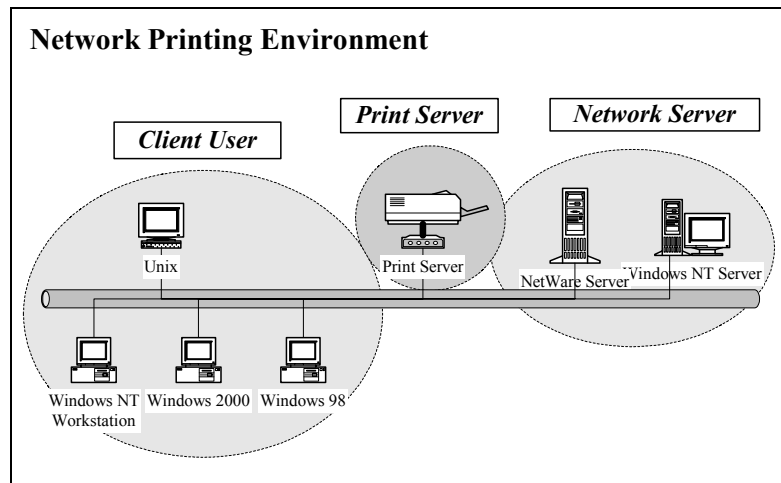 Network Printing Environment
Print Server
Network Server
Client User
Unix
Print Server
NetWare Server
Windows NT Server
Windows NT
Workstation
Windows 2000
Windows 98